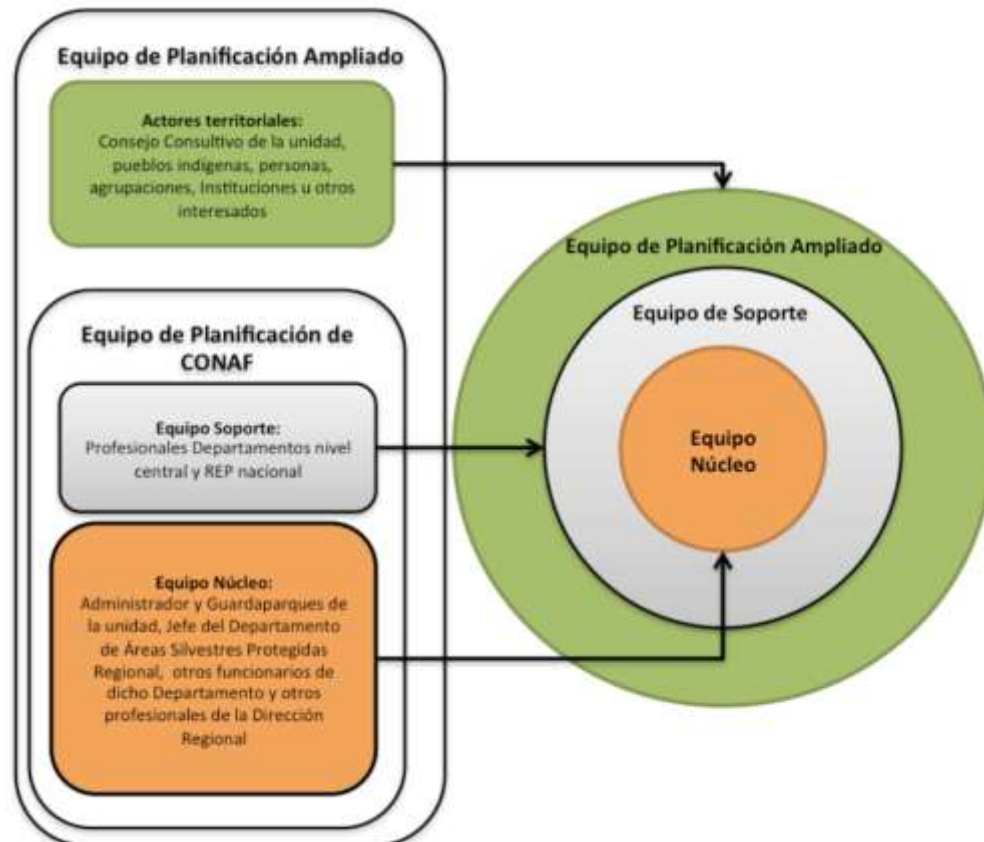 Equipo de Planificación Ampliado
Actores territoriales:
Consejo Consultivo de la unidad,
pueblos indígenas, personas,
agrupaciones, Instituciones u otros
interesados
Equipo de Planificación de
CONAF
Equipo Soporte:
Profesionales Departamentos nivel
central y REP nacional
Equipo Núcleo:
Administrador y Guardaparques de
la unidad, Jefe del Departamento
de Áreas Silvestres Protegidas
Regional, otros funcionarios de
dicho Departamento y otros
profesionales de la Dirección
Regional
Equipo de Planificación Ampliado
Equipo de Soporte
Equipo
Núcleo